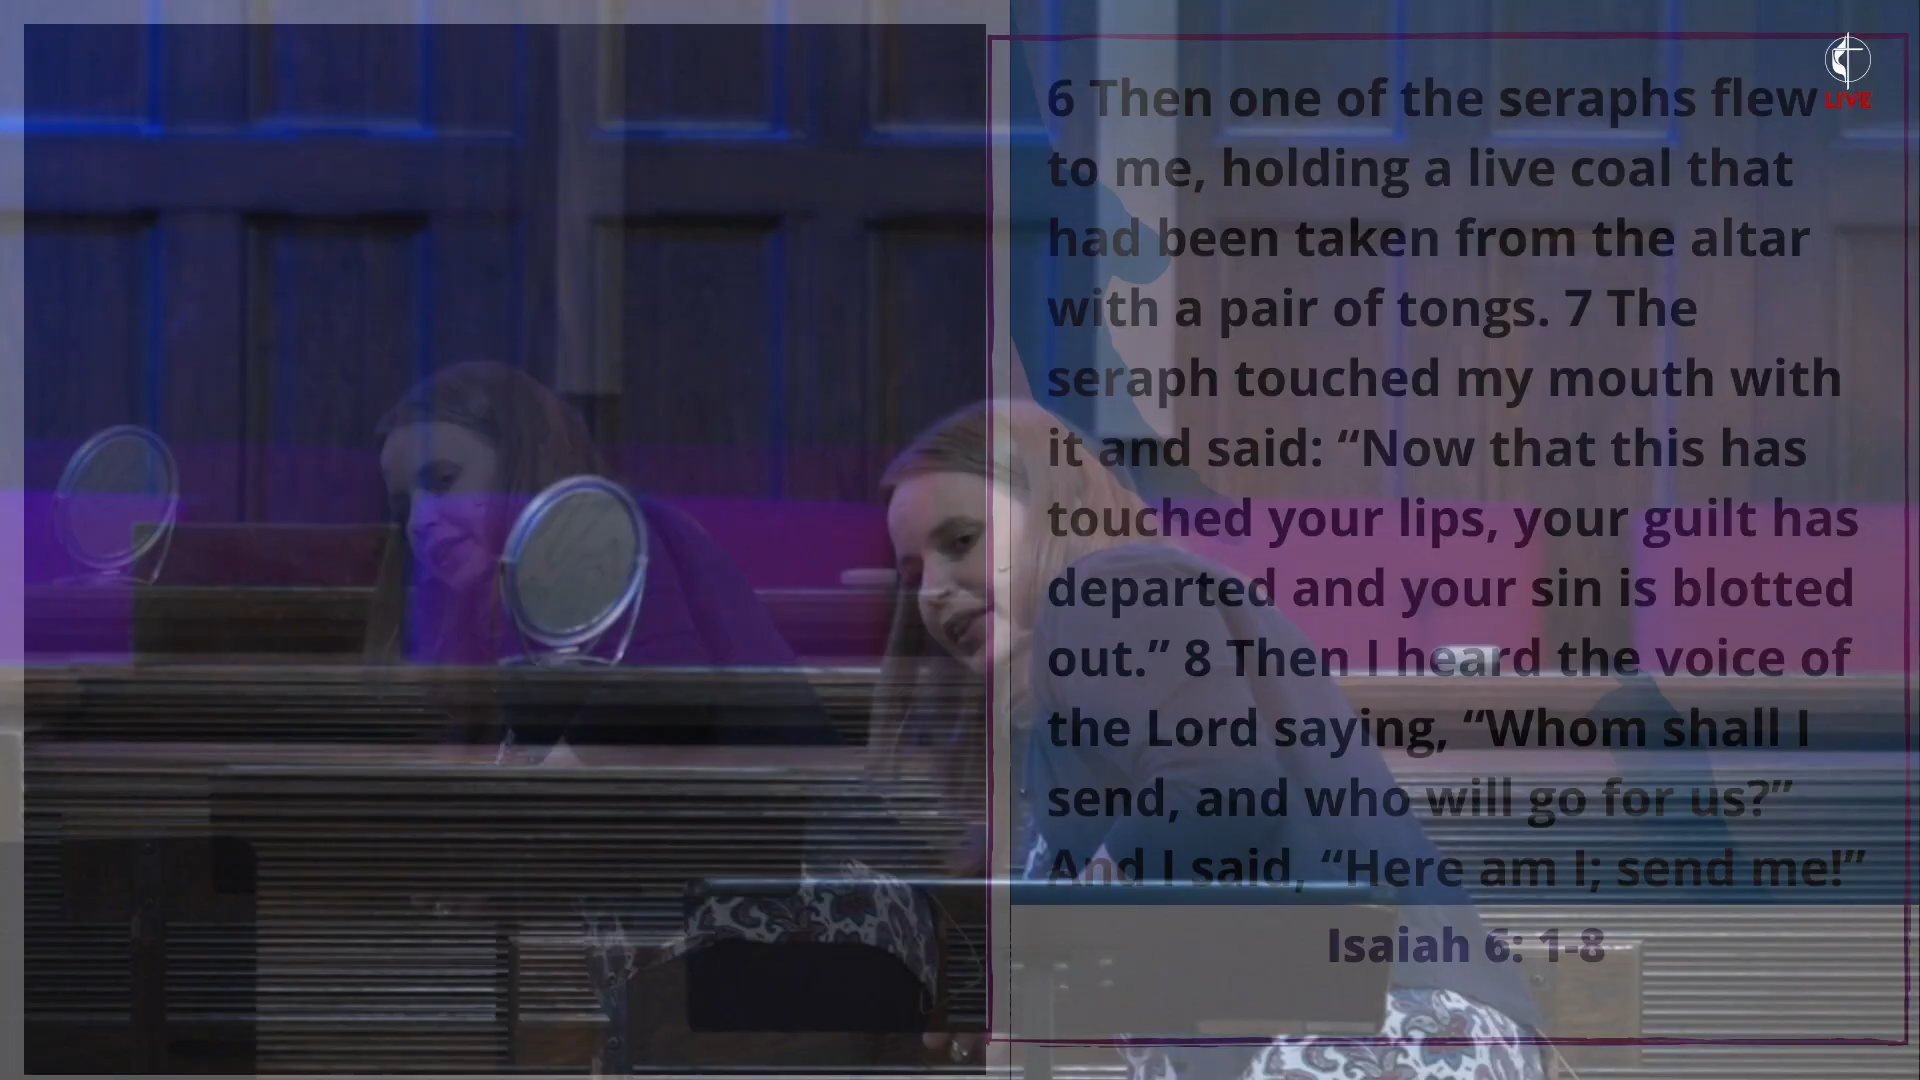 6 Then one of the seraphs flew
to me, holding a live coal that
had been taken from the altar
with a pair of tongs. 7 The
seraph touched my mouth with
it and said: “Now that this has
touched your lips, your guilt has
departed and your sin is blotted
out.” 8 Then I heard the voice of
the Lord saying, “Whom shall I
send, and who will go for us?”
And I said, “Here am I; send me!”
Isaiah 6: 1-8
LIVE